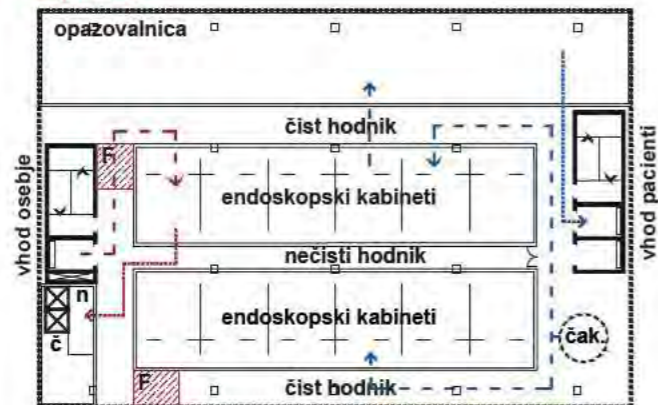 opazovalnica
čist hodnik
F
endoskopski kabineti
vhod osebje
vhod pacienti
nečisti hodnik
n
endoskopski kabineti
č
čak.
F
čist hodnik